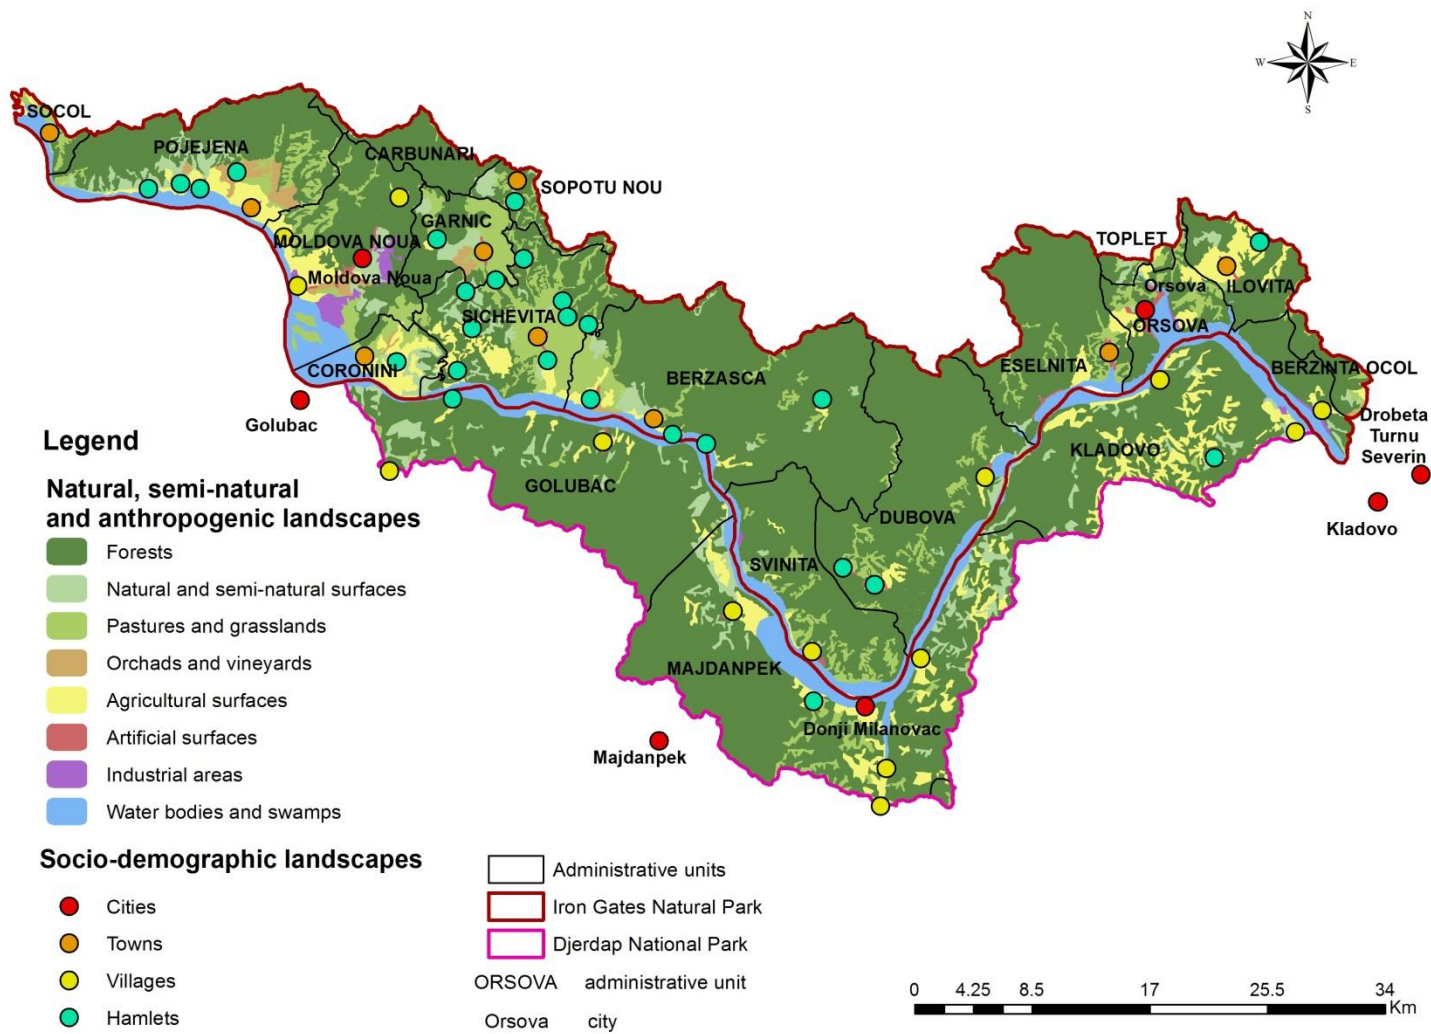 N
W
E
S
SOCOL
POJEJENA
CARBUNARI
SOPOTU NOU
GARNIC
MOLDOVA NOUA
Moldova Noua
TOPLET
Orsova
ILOVITA
ORSOVA
SICHEVITA
CORONINI
BERZASCA
ESELNITA
BERZINTA OCOL
Golubac
Drobeta
Turnu
Severin
KLADOVO
GOLUBAC
DUBOVA
Kladovo
SVINITA
MAJDANPEK
Donji Milanovac
Majdanpek
Legend
Natural, semi-natural
and anthropogenic landscapes
Forests
Natural and semi-natural surfaces
Pastures and grasslands
Orchads and vineyards
Agricultural surfaces
Artificial surfaces
Industrial areas
Water bodies and swamps
Socio-demographic landscapes
Cities
Towns
Villages
Hamlets
Administrative units
Iron Gates Natural Park
Djerdap National Park
ORSOVA administrative unit
Orsova city
0 4.25 8.5 17 25.5 34
Km